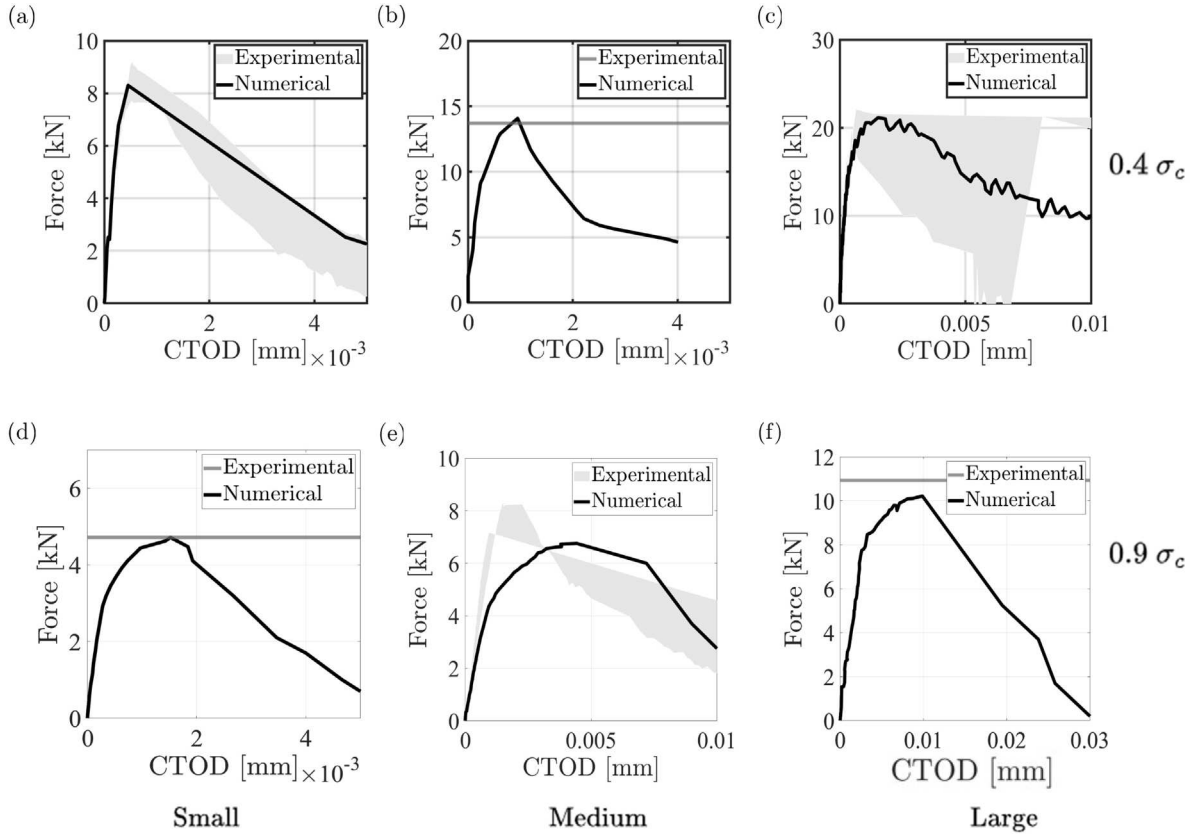 (a)
10
8
6
4
2
0
Force [kN]
Experimental
Numerical
0
2
4
CTOD [mm]
×10⁻³
(b)
20
15
10
5
0
Force [kN]
Experimental
Numerical
0
2
4
CTOD [mm]
×10⁻³
(c)
30
20
10
0
Force [kN]
Experimental
Numerical
0
0.005
0.01
CTOD [mm]
0.4 σc
(d)
6
4
2
0
Force [kN]
Experimental
Numerical
0
2
4
CTOD [mm]
×10⁻³
Small
(e)
10
8
6
4
2
0
Force [kN]
Experimental
Numerical
0
0.005
0.01
CTOD [mm]
Medium
(f)
12
10
8
6
4
2
0
Force [kN]
Experimental
Numerical
0
0.01
0.02
0.03
CTOD [mm]
Large
0.9 σc